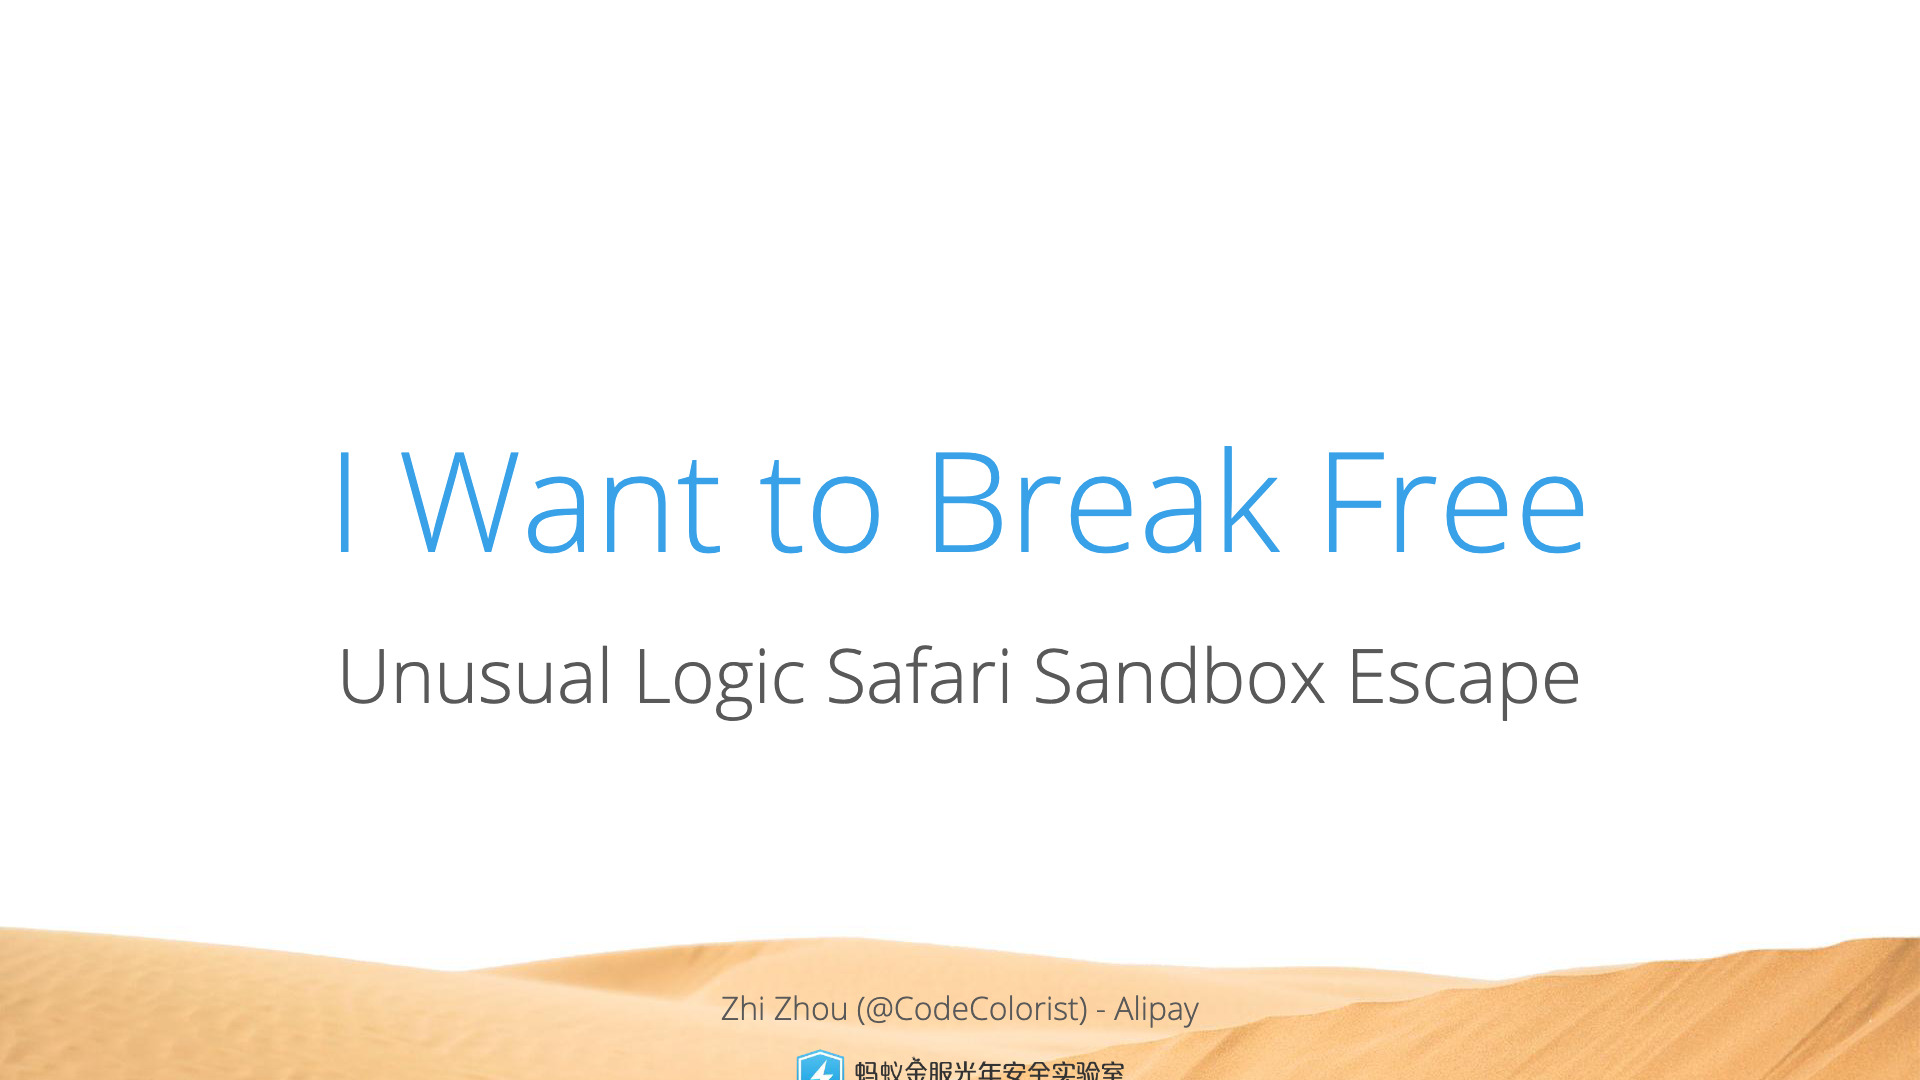 I Want to Break Free
Unusual Logic Safari Sandbox Escape
Zhi Zhou (@CodeColorist) - Alipay
蚂蚁金服光年安全实验室